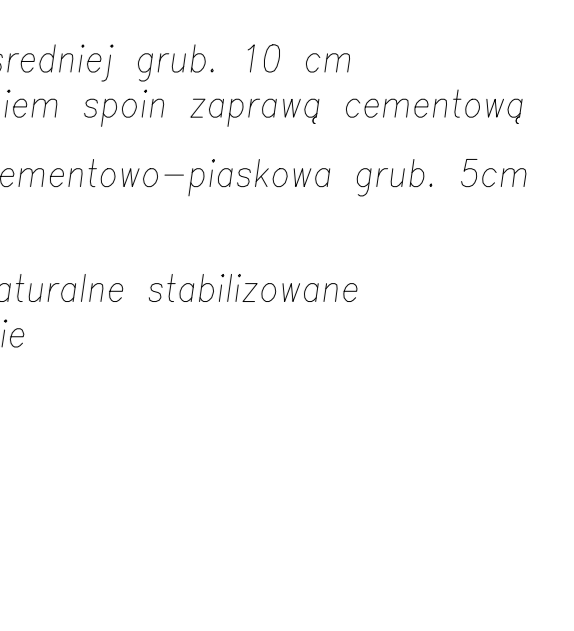 średniej grub. 10 cm
iem spoin zaprawą cementową
ementowo-piaskowa grub. 5cm
aturalne stabilizowane
ie